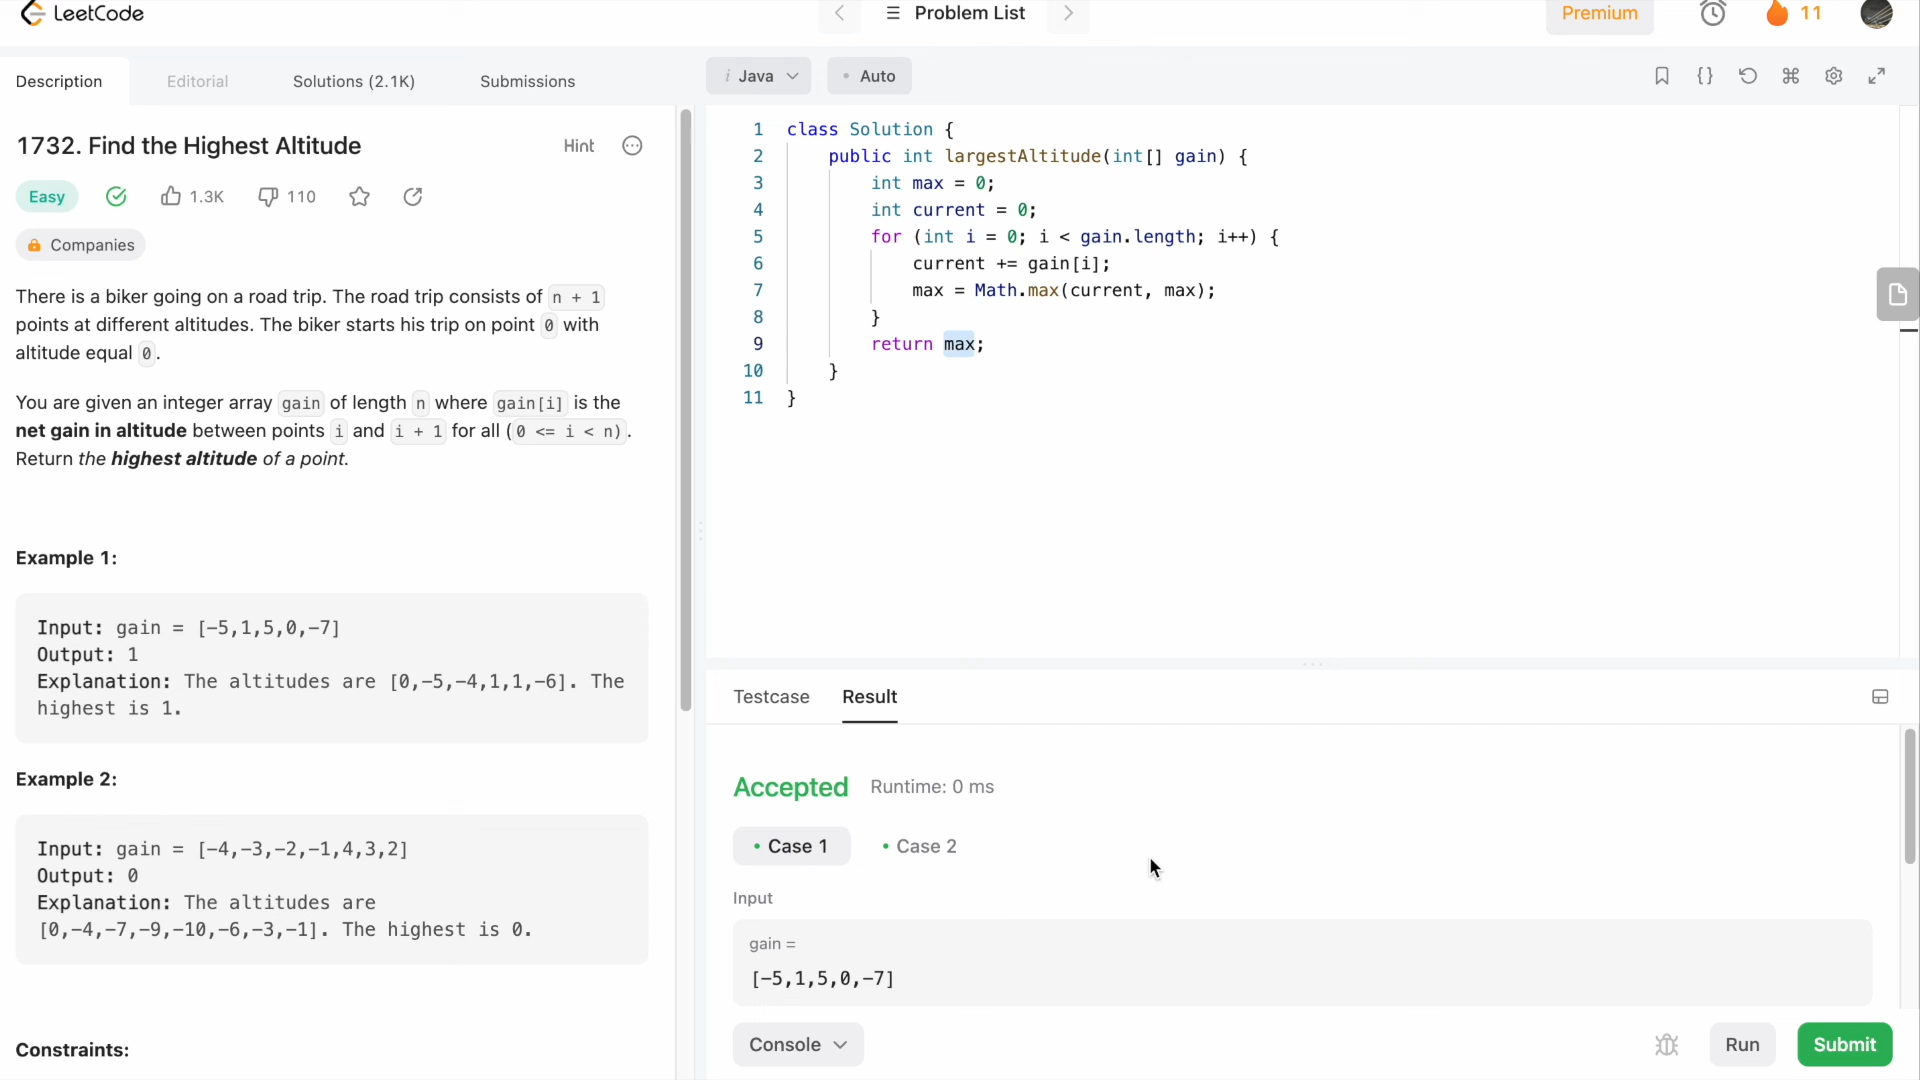 LeetCode
Problem List
Premium
11
Description
Editorial
Solutions (2.1K)
Submissions
i Java
Auto
{}
1732. Find the Highest Altitude
Hint
Easy
1.3K
110
Companies
There is a biker going on a road trip. The road trip consists of n + 1
points at different altitudes. The biker starts his trip on point 0 with
altitude equal 0.
You are given an integer array gain of length n where gain[i] is the
net gain in altitude between points i and i + 1 for all (0 <= i < n).
Return the highest altitude of a point.
Example 1:
Input: gain = [-5,1,5,0,-7]
Output: 1
Explanation: The altitudes are [0,-5,-4,1,1,-6]. The
highest is 1.
Example 2:
Input: gain = [-4,-3,-2,-1,4,3,2]
Output: 0
Explanation: The altitudes are
[0,-4,-7,-9,-10,-6,-3,-1]. The highest is 0.
Constraints:
1 class Solution {
2 public int largestAltitude(int[] gain) {
3 int max = 0;
4 int current = 0;
5 for (int i = 0; i < gain.length; i++) {
6 current += gain[i];
7 max = Math.max(current, max);
8 }
9 return max;
10 }
11 }
Testcase
Result
Accepted
Runtime: 0 ms
• Case 1
• Case 2
Input
gain =
[-5,1,5,0,-7]
Console
Run
Submit